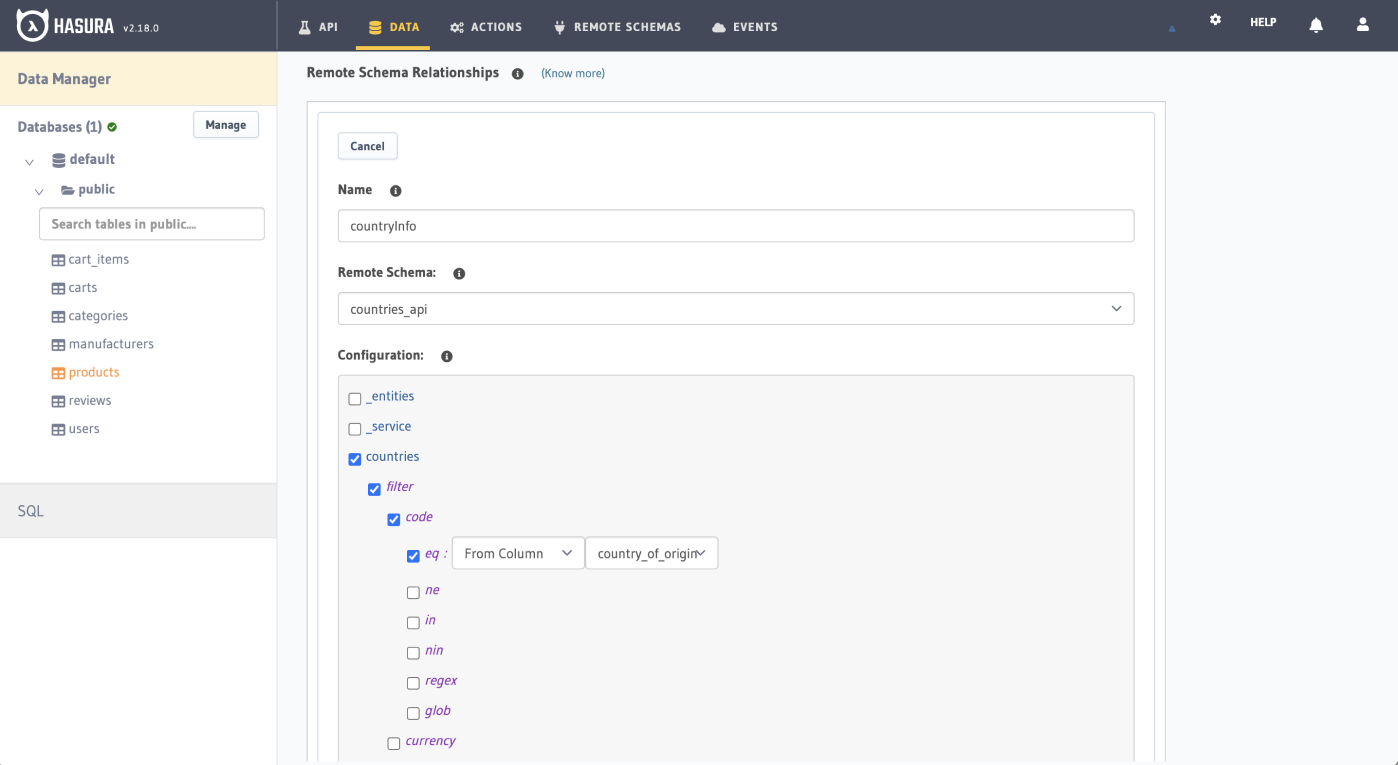 HASURA v2.18.0
API
DATA
ACTIONS
REMOTE SCHEMAS
EVENTS
HELP
Data Manager
Databases (1)
Manage
default
public
Search tables in public....
cart_items
carts
categories
manufacturers
products
reviews
users
SQL
Remote Schema Relationships (Know more)
Cancel
Name
countryInfo
Remote Schema:
countries_api
Configuration:
_entities
_service
countries
filter
code
eq : From Column country_of_origin
ne
in
nin
regex
glob
currency